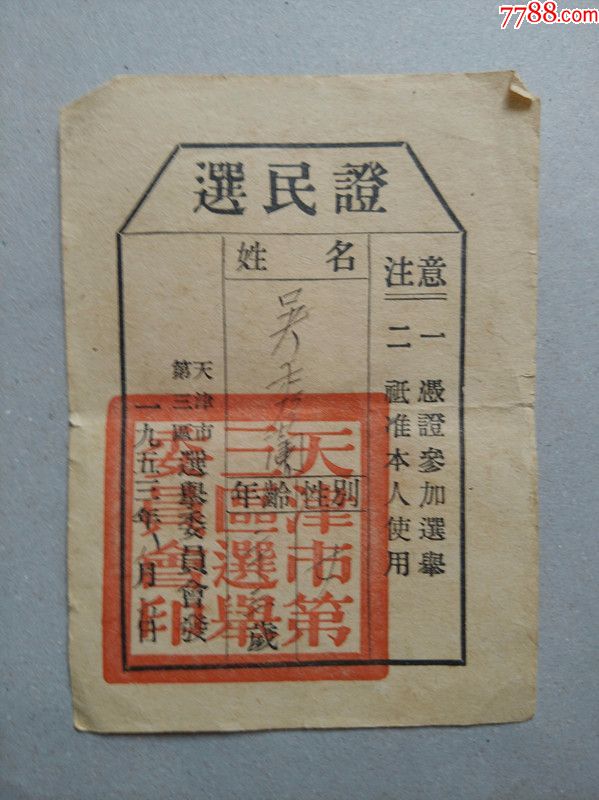 7788.com
選民證
注意
一 憑證參加選舉
二 祗准本人使用
姓名
吳
性別
女
年齡
歲
天津市
第三區
選舉委員會發
一九五三年 月 日
天津市第
三區選舉
委員會印